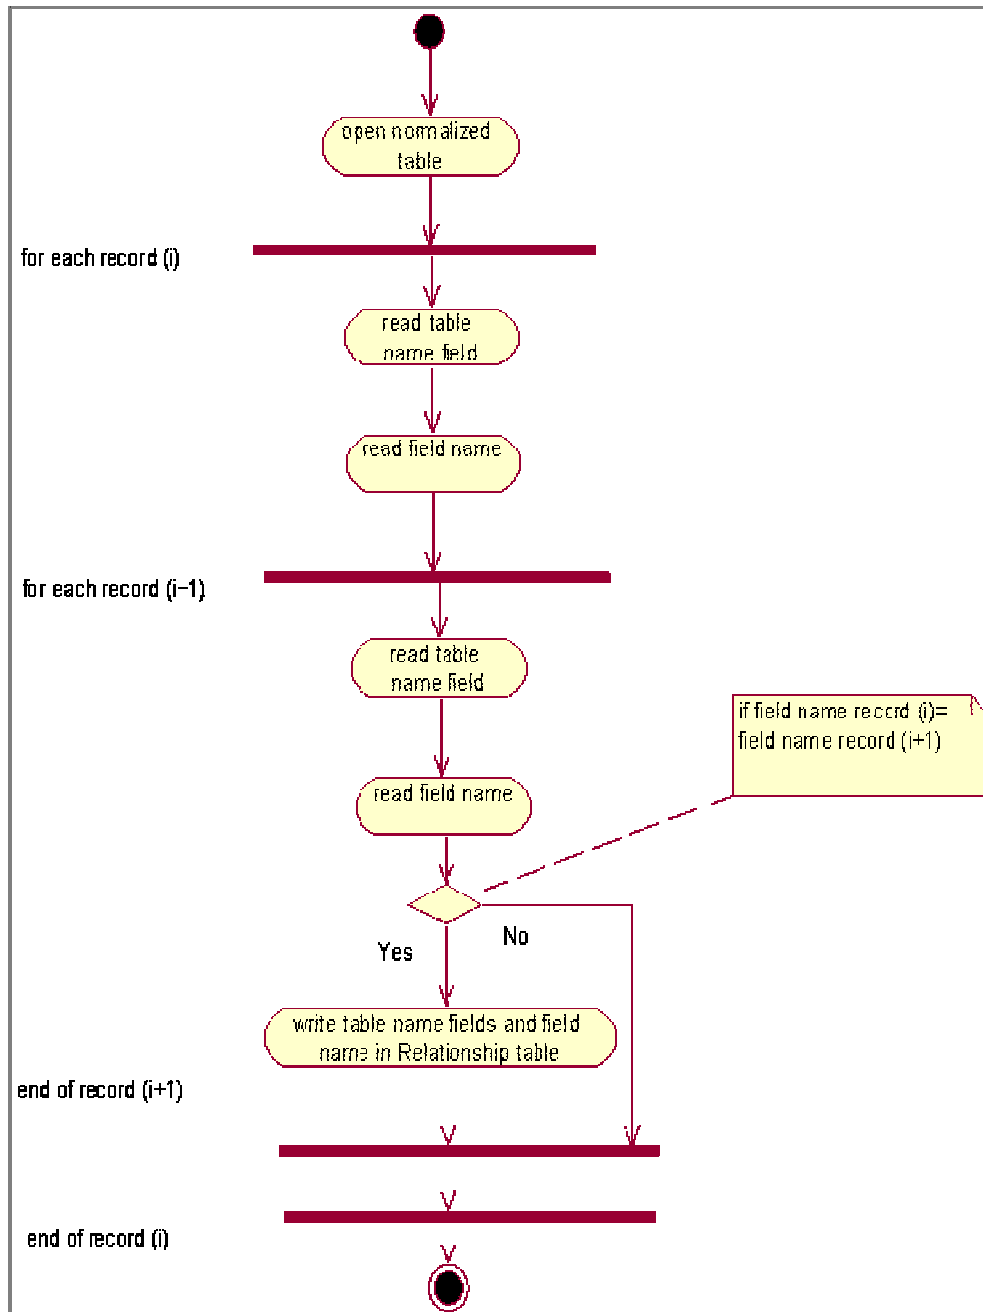 open normalized
table
for each record (i)
read table
name field
read field name
for each record (i-1)
read table
name field
if field name record (i)=
field name record (i+1)
read field name
Yes
No
write table name fields and field
name in Relationship table
end of record (i+1)
end of record (i)